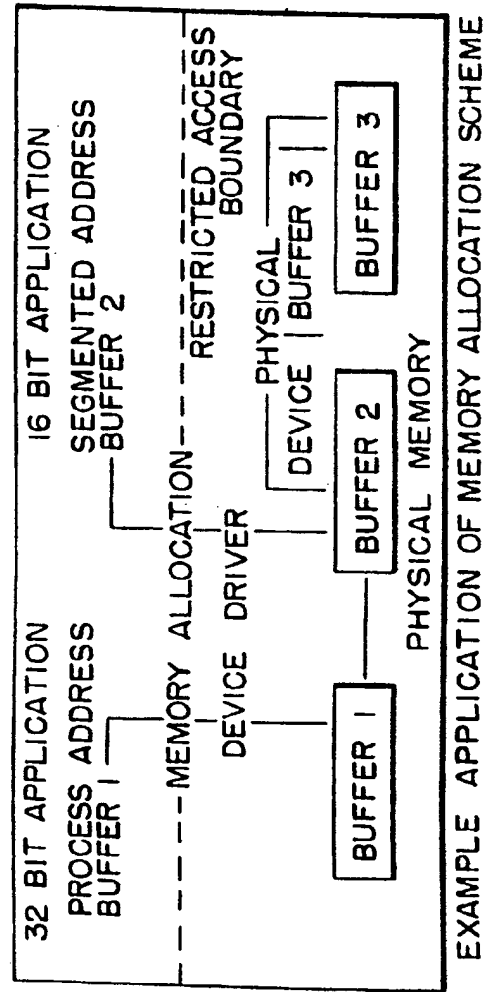 32 BIT APPLICATION
PROCESS ADDRESS
BUFFER 1
16 BIT APPLICATION
SEGMENTED ADDRESS
BUFFER 2
MEMORY ALLOCATION
DEVICE DRIVER
RESTRICTED ACCESS
BOUNDARY
PHYSICAL
DEVICE BUFFER 3
BUFFER 1
BUFFER 2
BUFFER 3
PHYSICAL MEMORY
EXAMPLE APPLICATION OF MEMORY ALLOCATION SCHEME